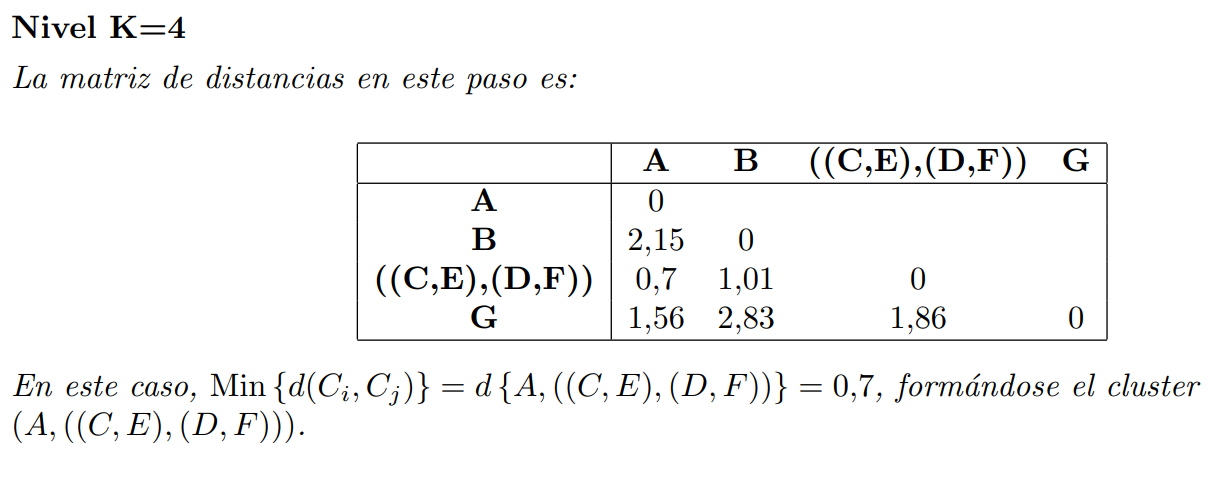 Nivel K=4
La matriz de distancias en este paso es:
A B ((C,E),(D,F)) G
A 0
B 2,15 0
((C,E),(D,F)) 0,7 1,01 0
G 1,56 2,83 1,86 0
En este caso, Min {d(Ci, Cj)} = d {A, ((C, E), (D, F))} = 0,7, formándose el cluster
(A, ((C, E), (D, F))).